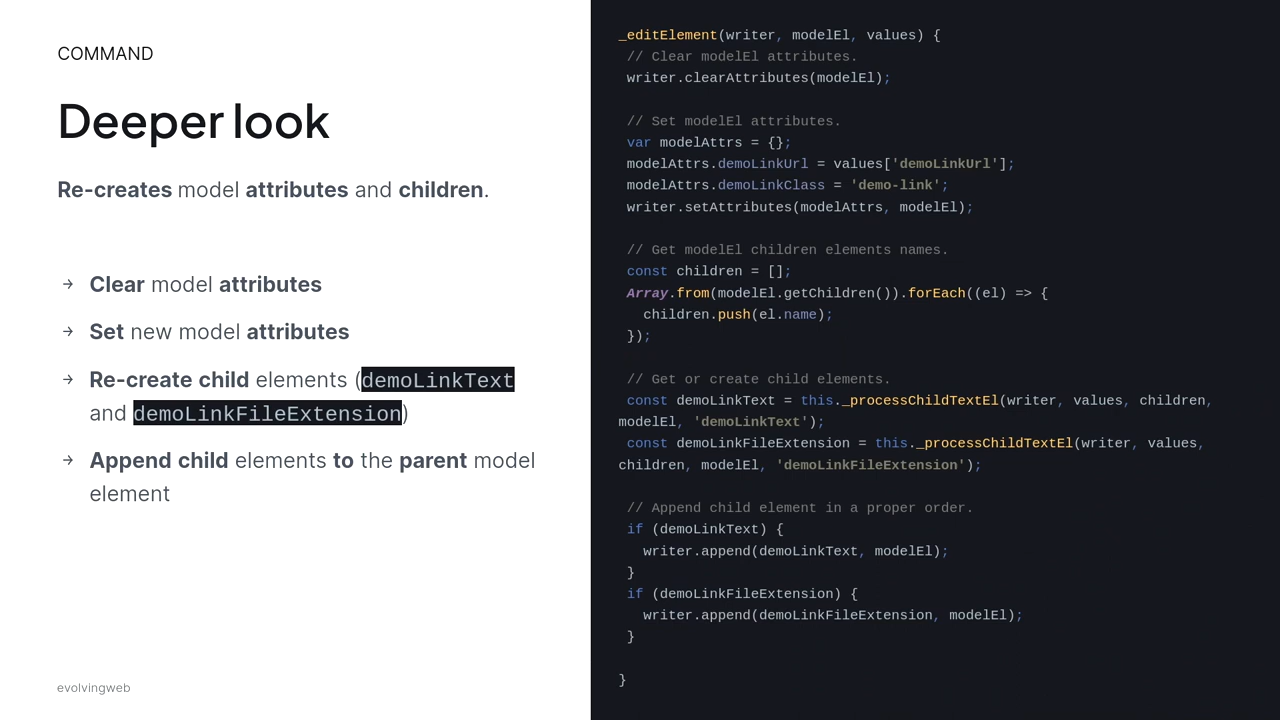 COMMAND
Deeper look
Re-creates model attributes and children.
→ Clear model attributes
→ Set new model attributes
→ Re-create child elements (demoLinkText
and demoLinkFileExtension)
→ Append child elements to the parent model
element
evolvingweb
_editElement(writer, modelEl, values) {
// Clear modelEl attributes.
writer.clearAttributes(modelEl);
// Set modelEl attributes.
var modelAttrs = {};
modelAttrs.demoLinkUrl = values['demoLinkUrl'];
modelAttrs.demoLinkClass = 'demo-link';
writer.setAttributes(modelAttrs, modelEl);
// Get modelEl children elements names.
const children = [];
Array.from(modelEl.getChildren()).forEach((el) => {
children.push(el.name);
});
// Get or create child elements.
const demoLinkText = this._processChildTextEl(writer, values, children,
modelEl, 'demoLinkText');
const demoLinkFileExtension = this._processChildTextEl(writer, values,
children, modelEl, 'demoLinkFileExtension');
// Append child element in a proper order.
if (demoLinkText) {
writer.append(demoLinkText, modelEl);
}
if (demoLinkFileExtension) {
writer.append(demoLinkFileExtension, modelEl);
}
}